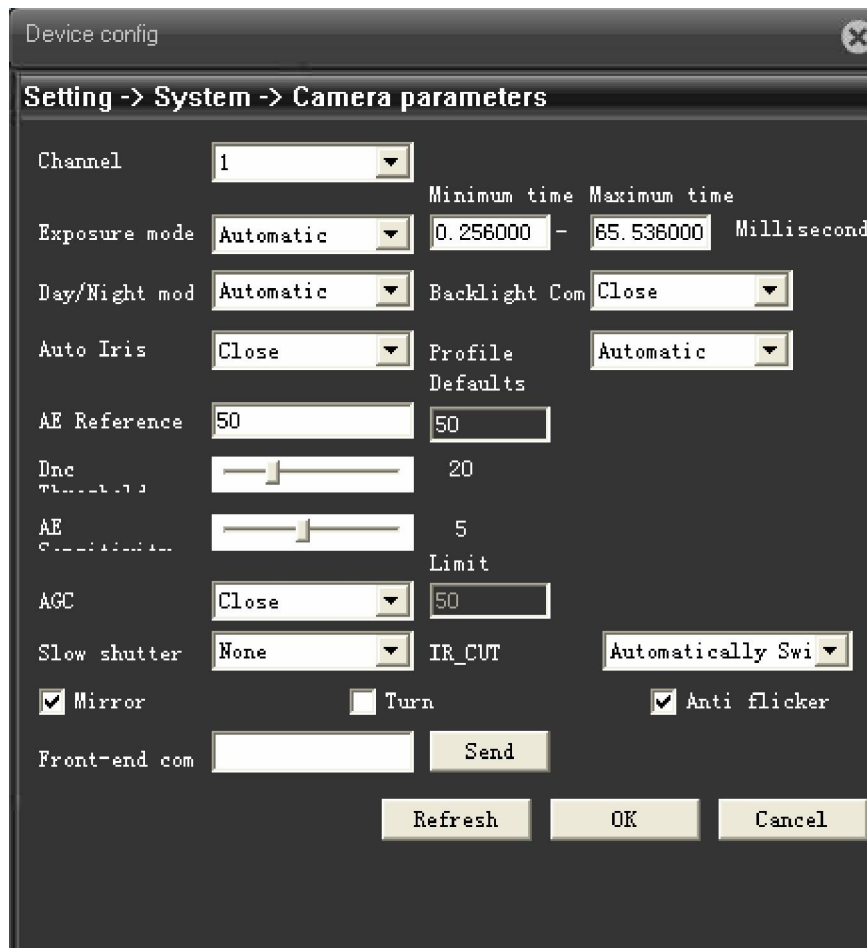 Device config
Setting -> System -> Camera parameters
Channel 1
Minimum time Maximum time
Exposure mode Automatic 0.256000 - 65.536000 Millisecond
Day/Night mod Automatic Backlight Com Close
Auto Iris Close Profile Automatic
Defaults
AE Reference 50 50
Dnc 20
AE 5
Limit
AGC Close 50
Slow shutter None IR_CUT Automatically Swi
Mirror Turn Anti flicker
Front-end com Send
Refresh OK Cancel